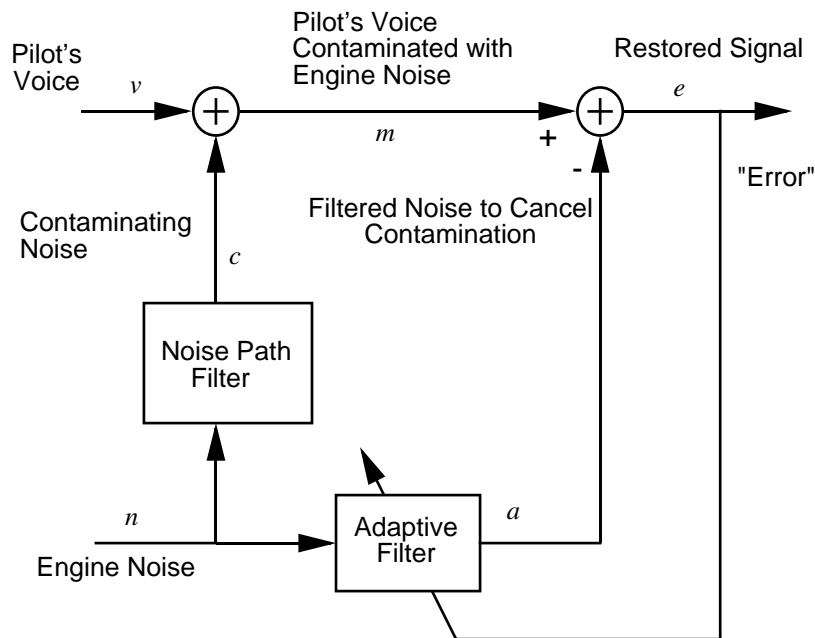 Pilot's
Voice
v
Pilot's Voice
Contaminated with
Engine Noise
m
Restored Signal
e
"Error"
+
-
+
+
Contaminating
Noise
c
Filtered Noise to Cancel
Contamination
Noise Path
Filter
n
Engine Noise
Adaptive
Filter
a